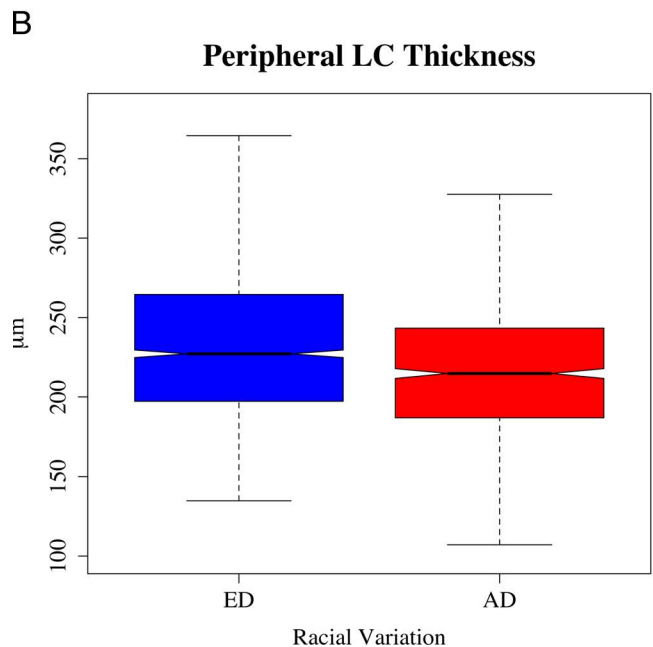 B
Peripheral LC Thickness
350
300
250
200
150
100
μm
ED AD
Racial Variation